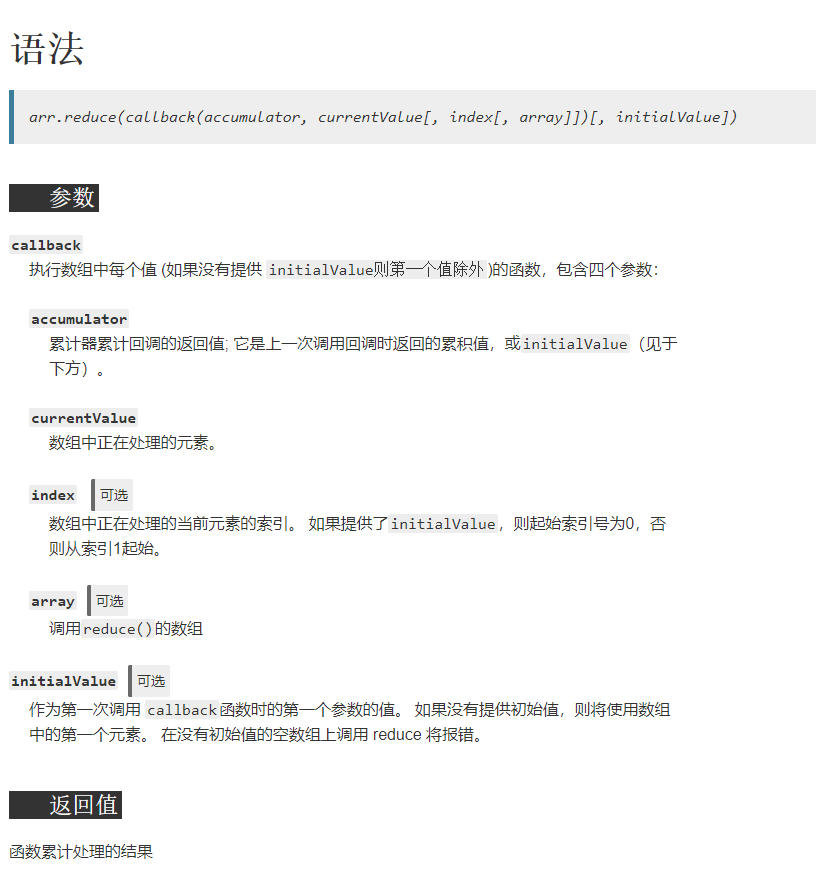 语法
arr.reduce(callback(accumulator, currentValue[, index[, array]])[, initialValue])
参数
callback
执行数组中每个值 (如果没有提供 initialValue则第一个值除外)的函数，包含四个参数：
accumulator
累计器累计回调的返回值; 它是上一次调用回调时返回的累积值，或initialValue（见于
下方）。
currentValue
数组中正在处理的元素。
index 可选
数组中正在处理的当前元素的索引。 如果提供了initialValue，则起始索引号为0，否
则从索引1起始。
array 可选
调用reduce()的数组
initialValue 可选
作为第一次调用 callback函数时的第一个参数的值。 如果没有提供初始值，则将使用数组
中的第一个元素。 在没有初始值的空数组上调用 reduce 将报错。
返回值
函数累计处理的结果